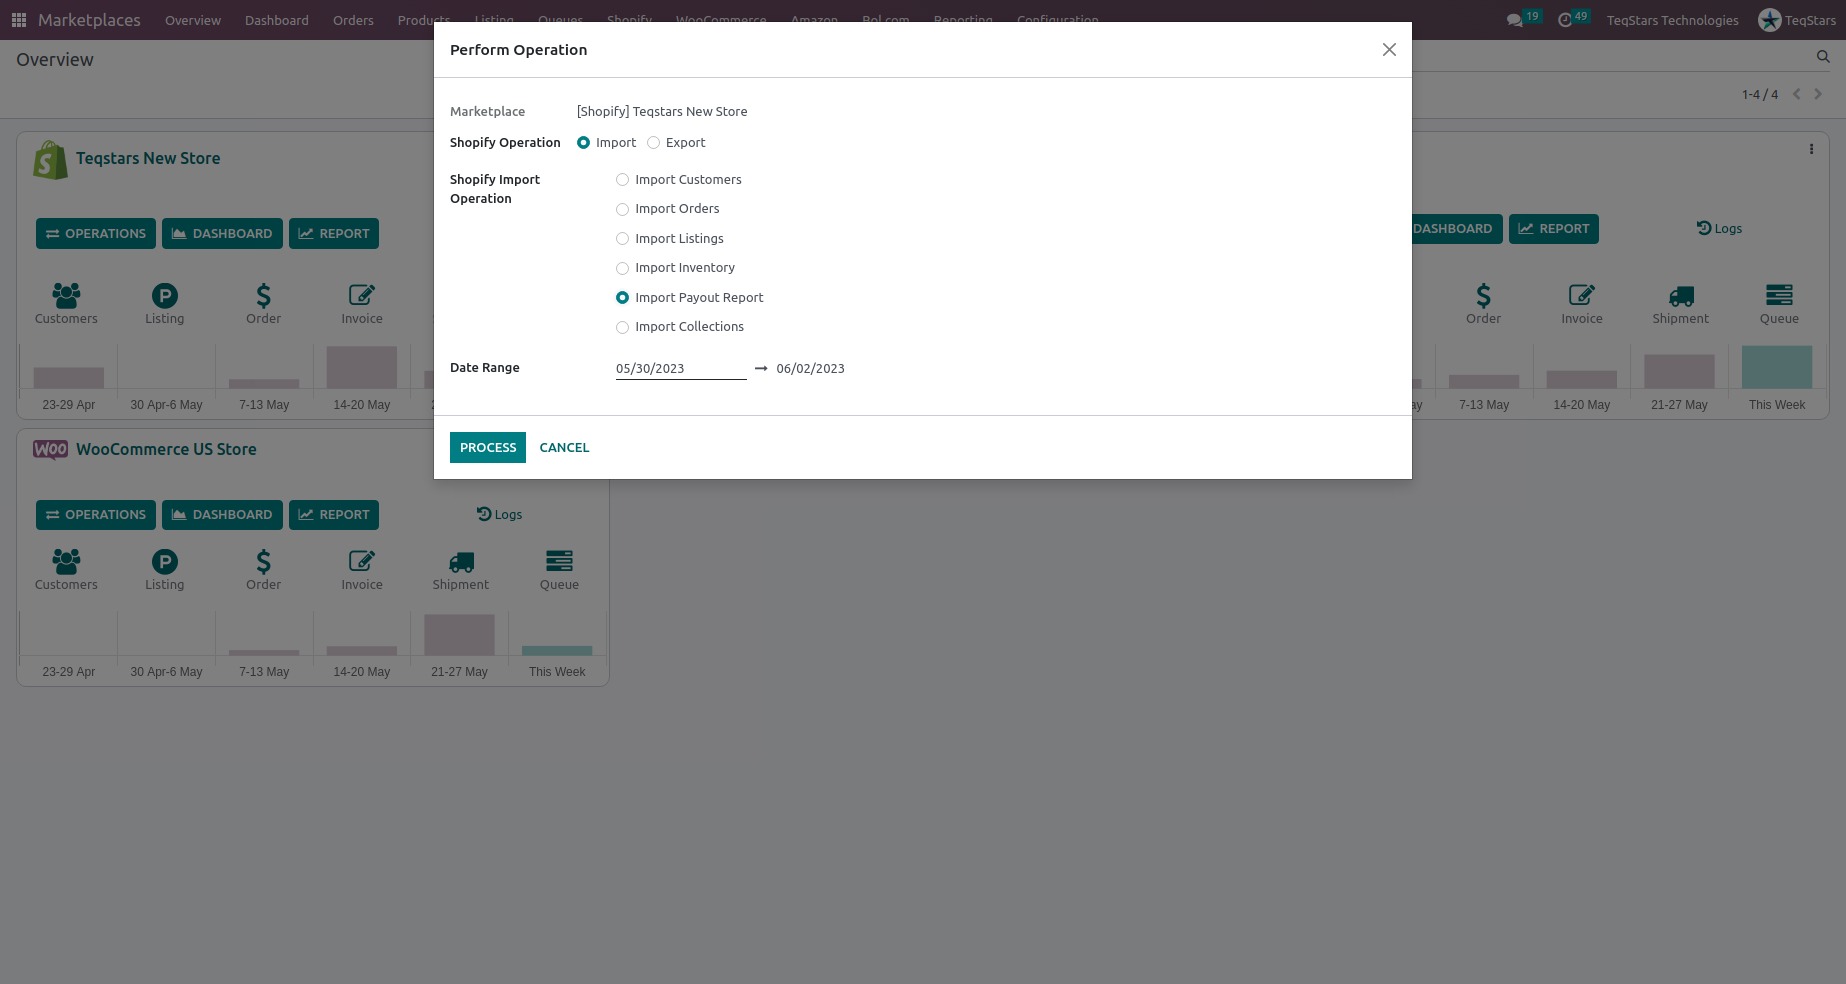 Marketplaces Overview Dashboard Orders Products Listing Queues Shopify WooCommerce Amazon Bol.com Reporting Configuration 19 49 TeqStars Technologies TeqStars
Overview
1-4 / 4
Perform Operation
Marketplace [Shopify] Teqstars New Store
Shopify Operation Import Export
Shopify Import Operation
Import Customers
Import Orders
Import Listings
Import Inventory
Import Payout Report
Import Collections
Date Range 05/30/2023 → 06/02/2023
PROCESS CANCEL
Teqstars New Store
OPERATIONS DASHBOARD REPORT
Customers Listing Order Invoice
23-29 Apr 30 Apr-6 May 7-13 May 14-20 May
DASHBOARD REPORT Logs
Order Invoice Shipment Queue
7-13 May 14-20 May 21-27 May This Week
WOO WooCommerce US Store
OPERATIONS DASHBOARD REPORT Logs
Customers Listing Order Invoice Shipment Queue
23-29 Apr 30 Apr-6 May 7-13 May 14-20 May 21-27 May This Week